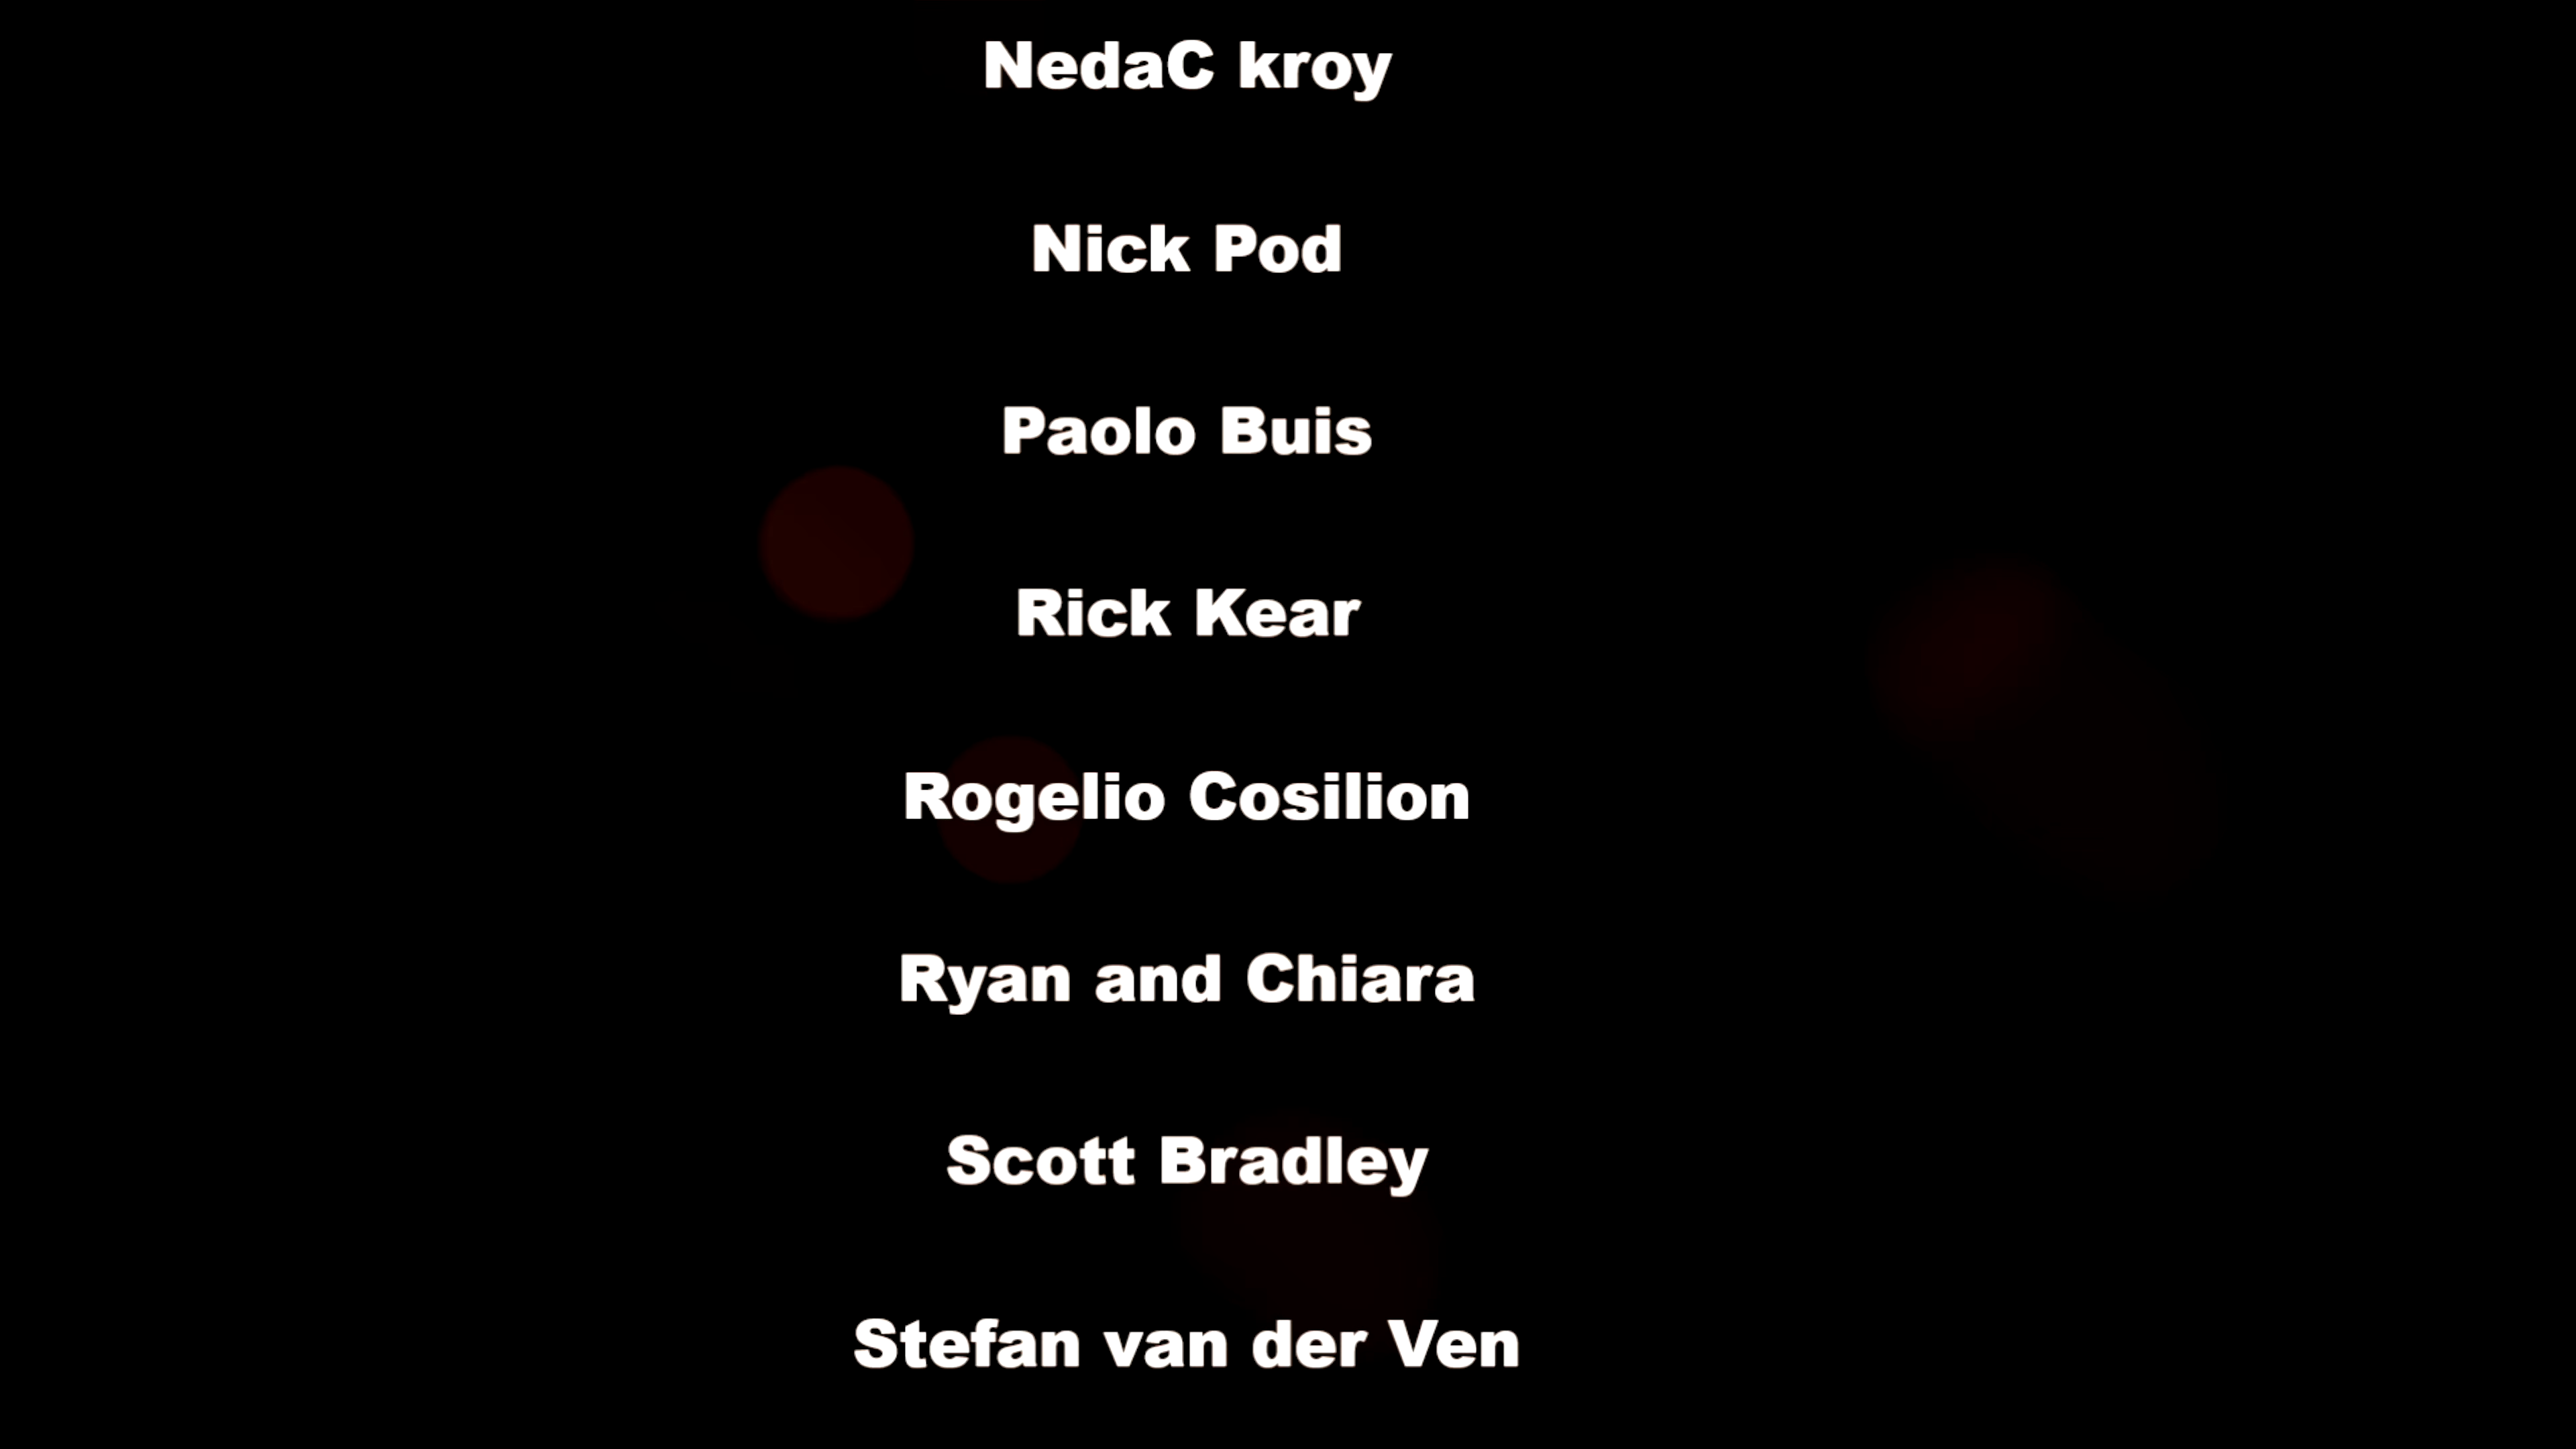 NedaC kroy
Nick Pod
Paolo Buis
Rick Kear
Rogelio Cosilion
Ryan and Chiara
Scott Bradley
Stefan van der Ven